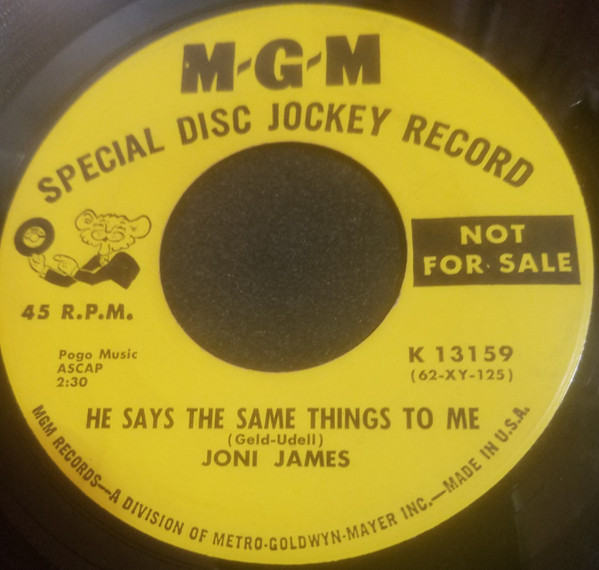 M-G-M
SPECIAL DISC JOCKEY RECORD
NOT
FOR SALE
45 R.P.M.
Pogo Music
ASCAP
2:30
K 13159
(62-XY-125)
HE SAYS THE SAME THINGS TO ME
(Geld-Udell)
JONI JAMES
MGM RECORDS—A DIVISION OF METRO-GOLDWYN-MAYER INC.—MADE IN U.S.A.